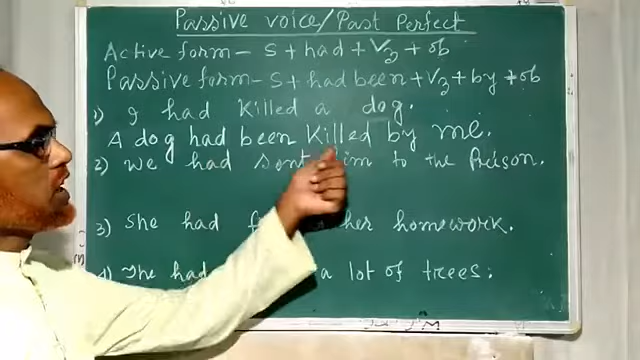 Passive voice/Past Perfect
Active form - S + had + V3 + ob
Passive form - S + had been + V3 + by + ob
1) I had Killed a dog.
A dog had been Killed by me.
2) we had sent him to the Prison.
3) She had her homework.
4) had a lot of trees.